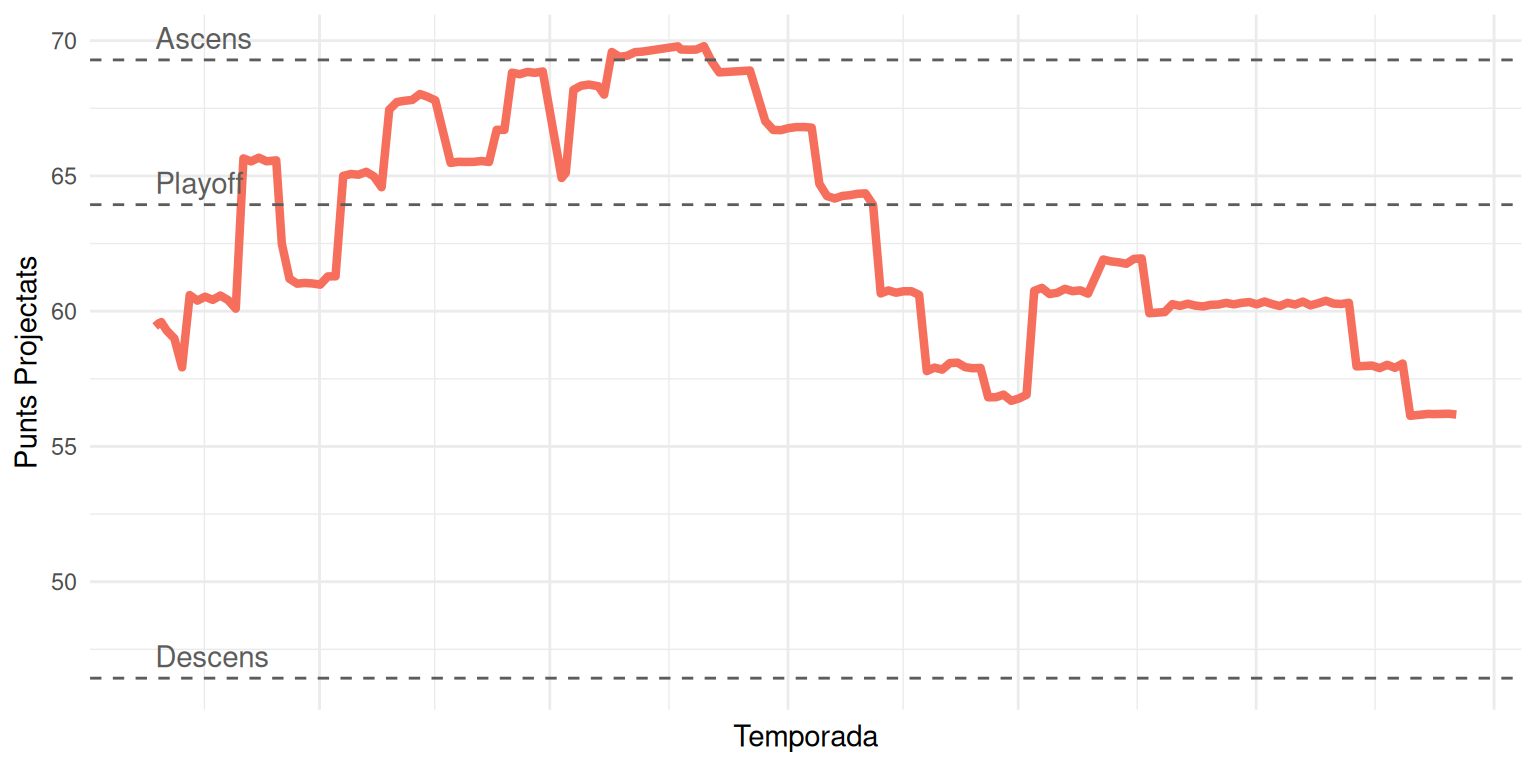 70
Ascens
65
Playoff
60
55
50
Descens
Punts Projectats
Temporada